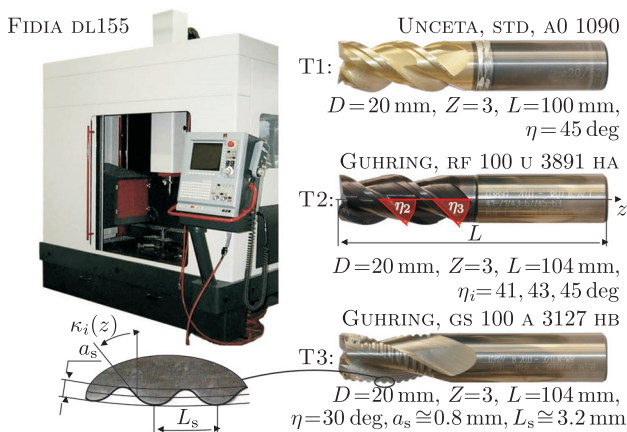 FIDIA DL155
UNCETA, STD, A0 1090
T1:
D=20 mm, Z=3, L=100 mm,
η=45 deg
GUHRING, RF 100 U 3891 HA
T2:
η2
η3
z
L
D=20 mm, Z=3, L=104 mm,
ηi=41, 43, 45 deg
GUHRING, GS 100 A 3127 HB
T3:
D=20 mm, Z=3, L=104 mm,
η=30 deg, as≅0.8 mm, Ls≅3.2 mm
κi(z)
as
Ls